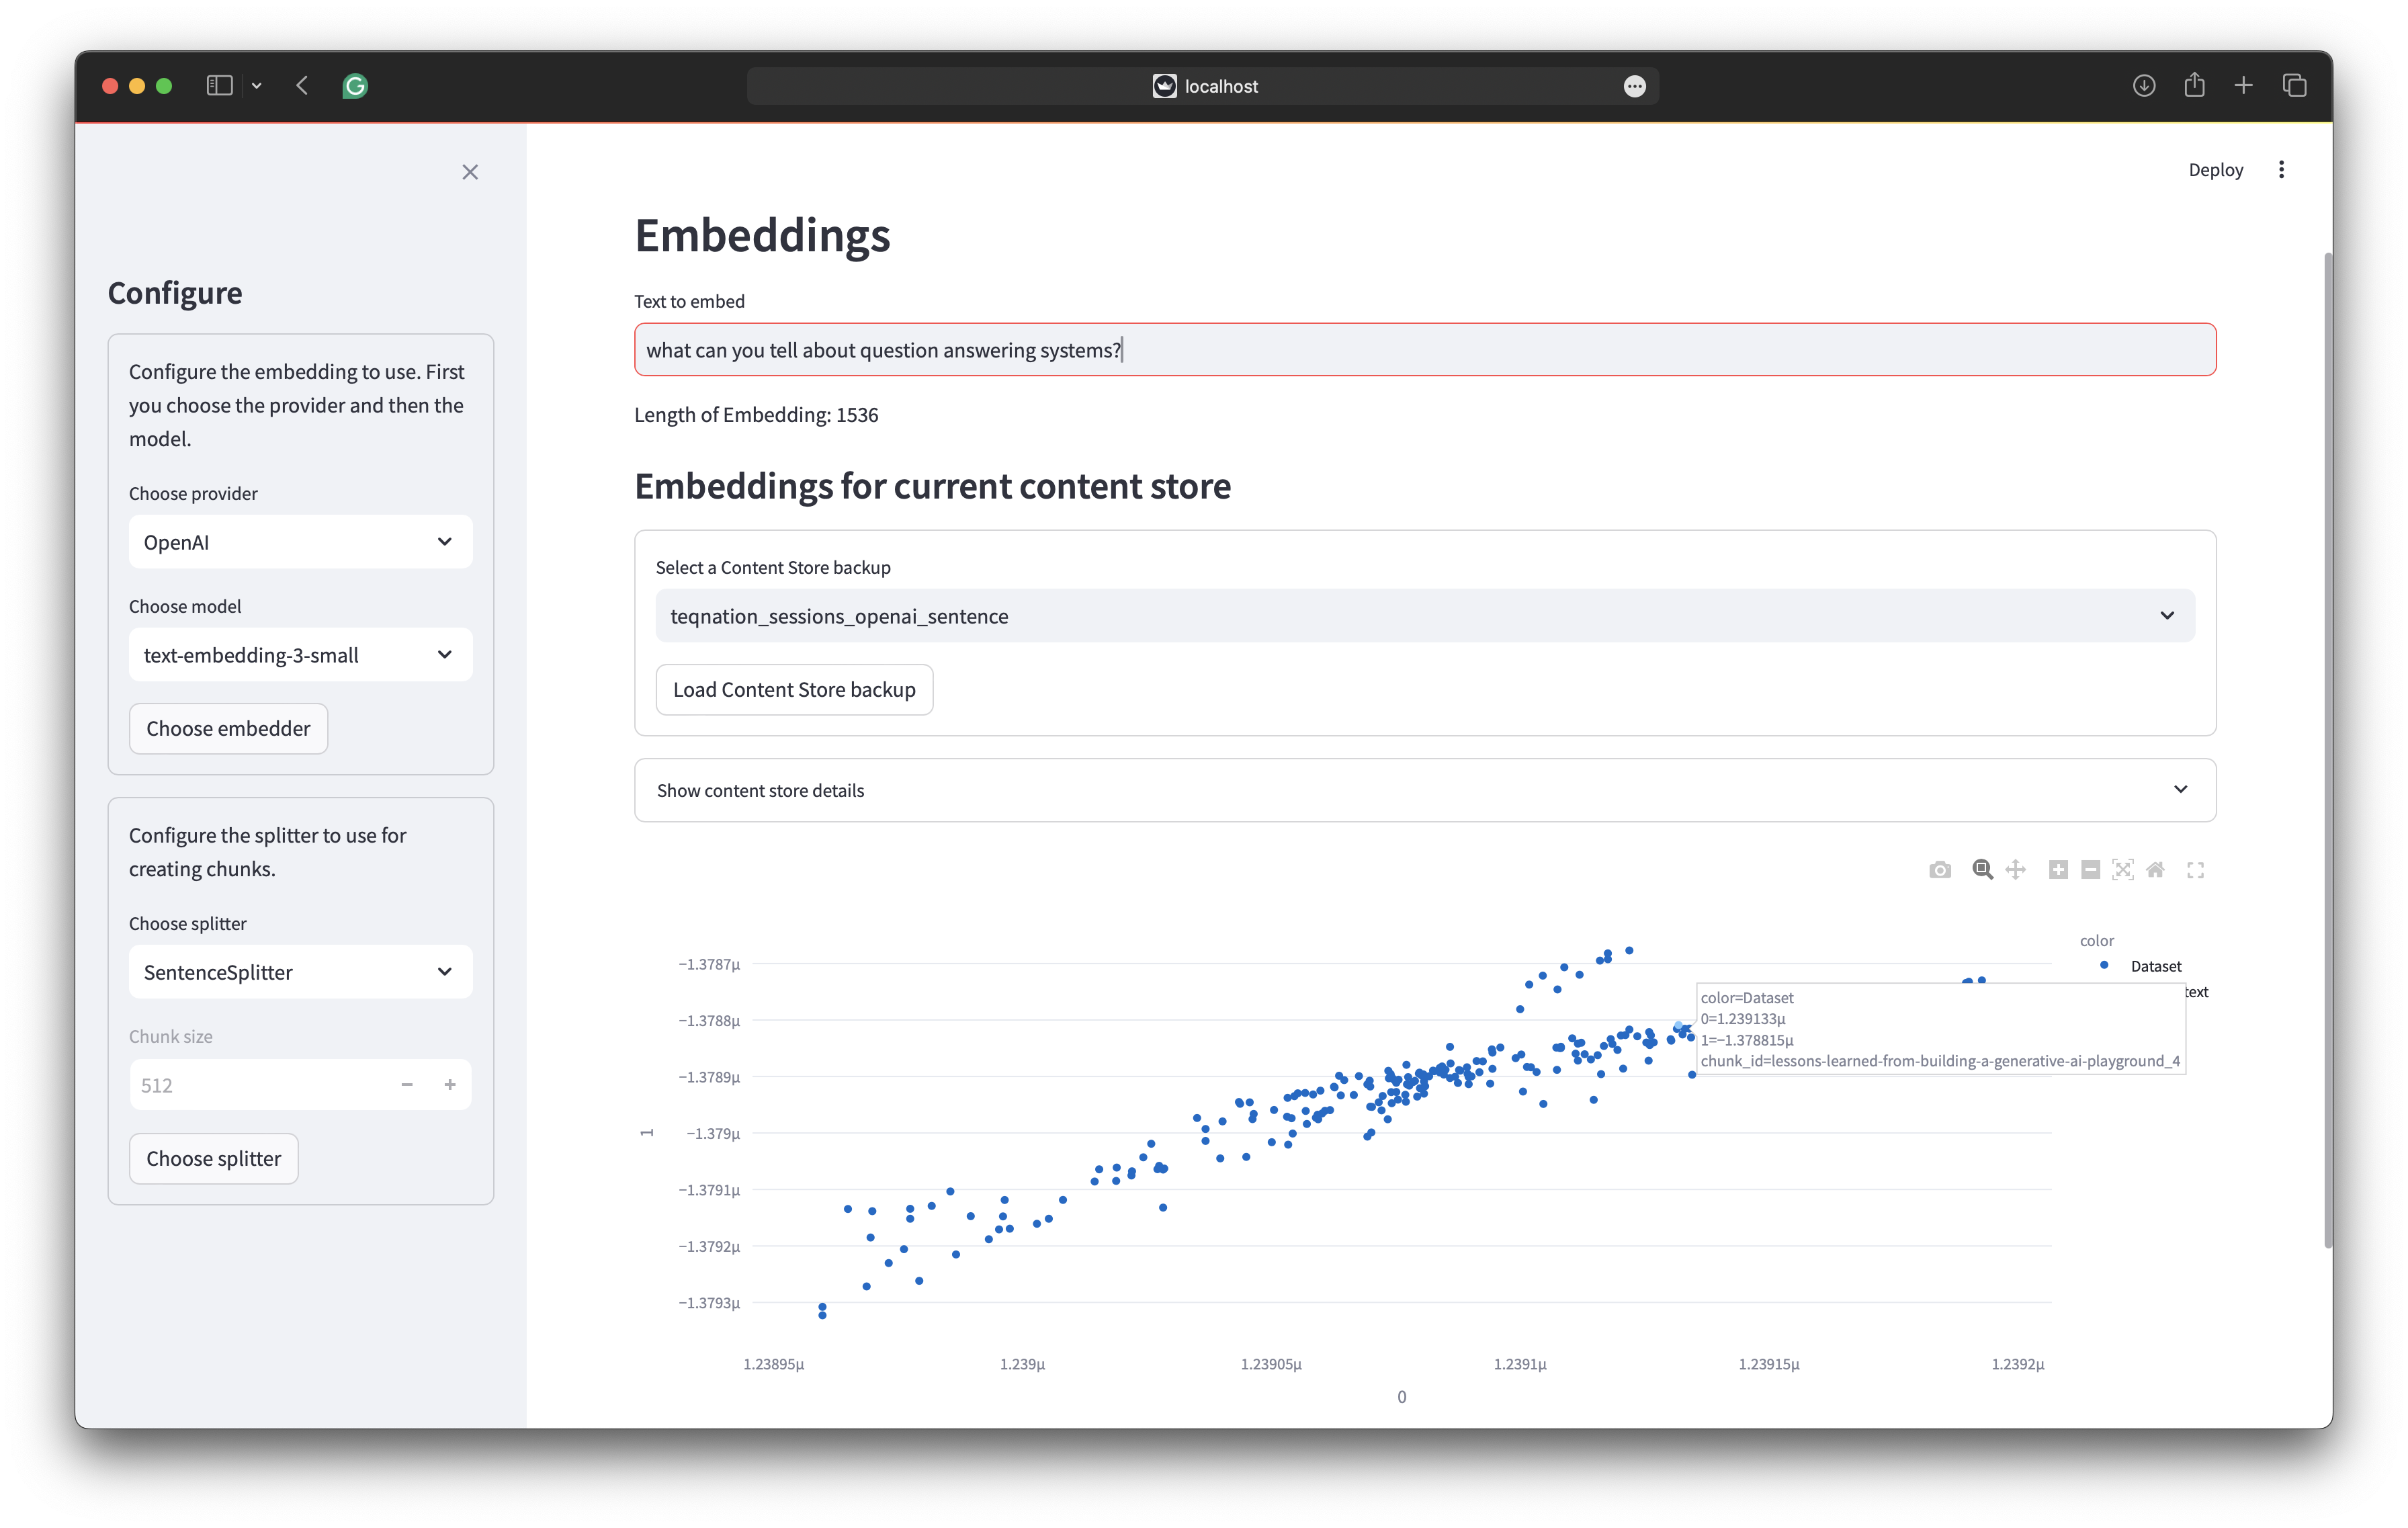 localhost
Deploy
Configure
Configure the embedding to use. First
you choose the provider and then the
model.
Choose provider
OpenAI
Choose model
text-embedding-3-small
Choose embedder
Configure the splitter to use for
creating chunks.
Choose splitter
SentenceSplitter
Chunk size
512
Choose splitter
Embeddings
Text to embed
what can you tell about question answering systems?
Length of Embedding: 1536
Embeddings for current content store
Select a Content Store backup
teqnation_sessions_openai_sentence
Load Content Store backup
Show content store details
color
Dataset
text
color=Dataset
0=1.239133μ
1=−1.378815μ
chunk_id=lessons-learned-from-building-a-generative-ai-playground_4
−1.3787μ
−1.3788μ
−1.3789μ
−1.379μ
−1.3791μ
−1.3792μ
−1.3793μ
1
1.23895μ
1.239μ
1.23905μ
1.2391μ
1.23915μ
1.2392μ
0